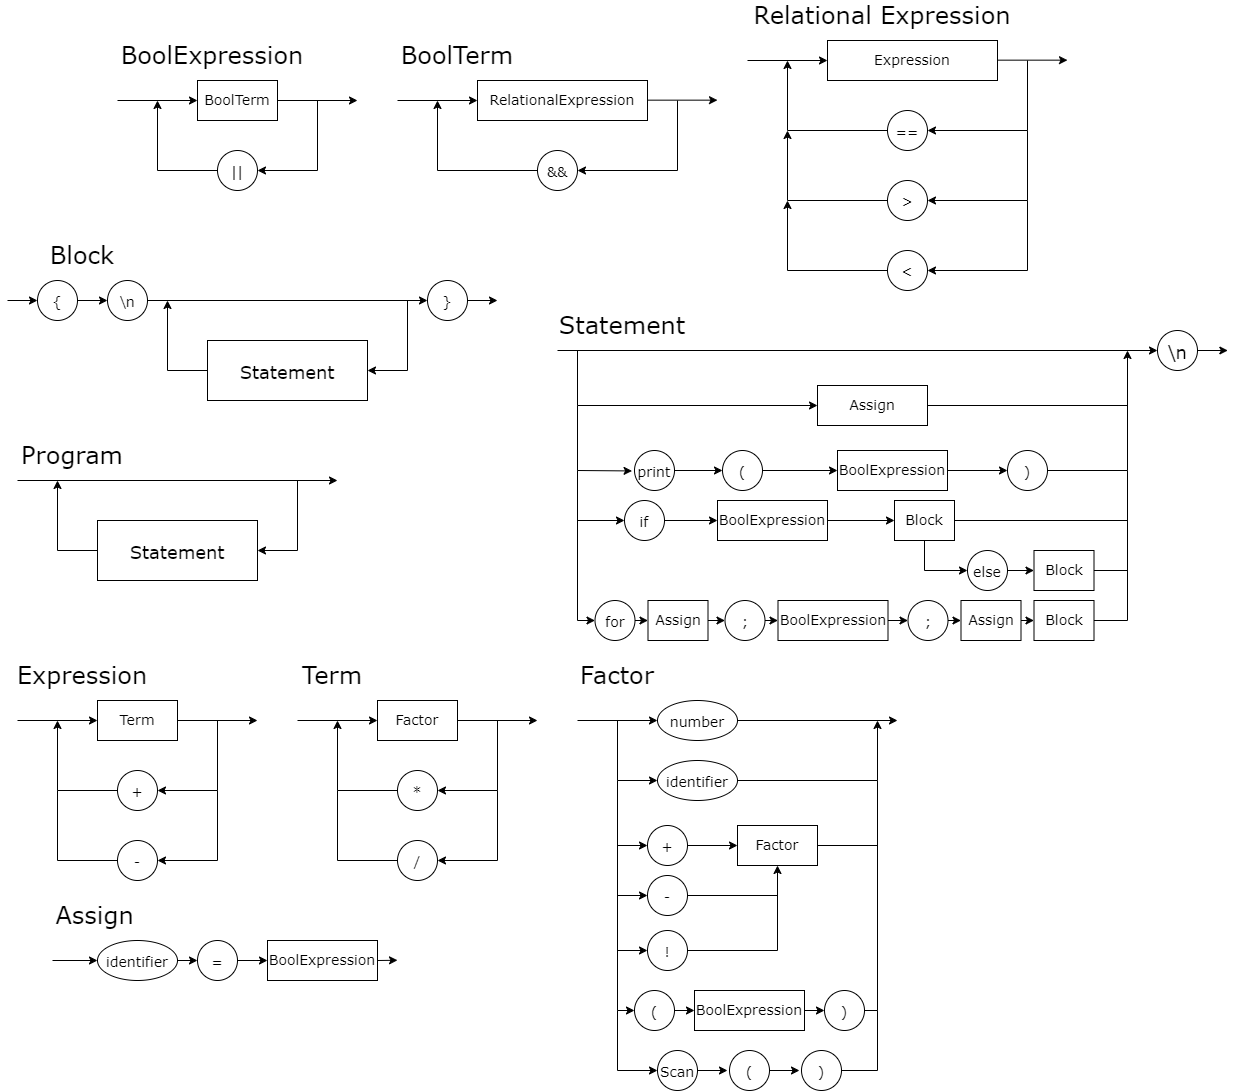 Relational Expression
BoolExpression
BoolTerm
Expression
BoolTerm
RelationalExpression
==
||
&&
>
<
Block
{
\n
}
Statement
Statement
\n
Assign
Program
print
(
BoolExpression
)
if
BoolExpression
Block
Statement
else
Block
for
Assign
;
BoolExpression
;
Assign
Block
Expression
Term
Factor
Term
Factor
number
identifier
+
*
+
Factor
-
/
-
!
Assign
identifier
=
BoolExpression
(
BoolExpression
)
Scan
(
)